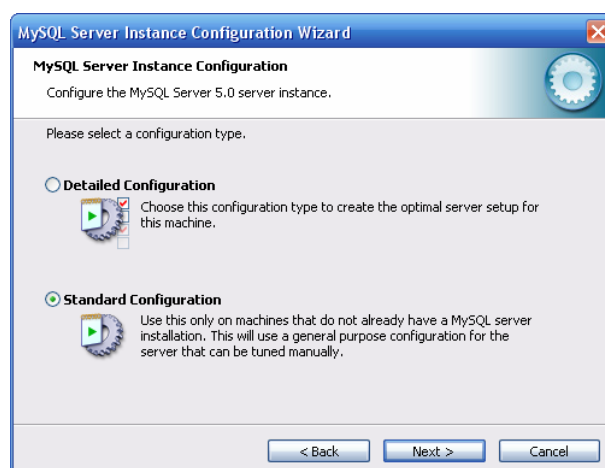 MySQL Server Instance Configuration Wizard
MySQL Server Instance Configuration
Configure the MySQL Server 5.0 server instance.
Please select a configuration type.
Detailed Configuration
Choose this configuration type to create the optimal server setup for
this machine.
Standard Configuration
Use this only on machines that do not already have a MySQL server
installation. This will use a general purpose configuration for the
server that can be tuned manually.
< Back Next > Cancel